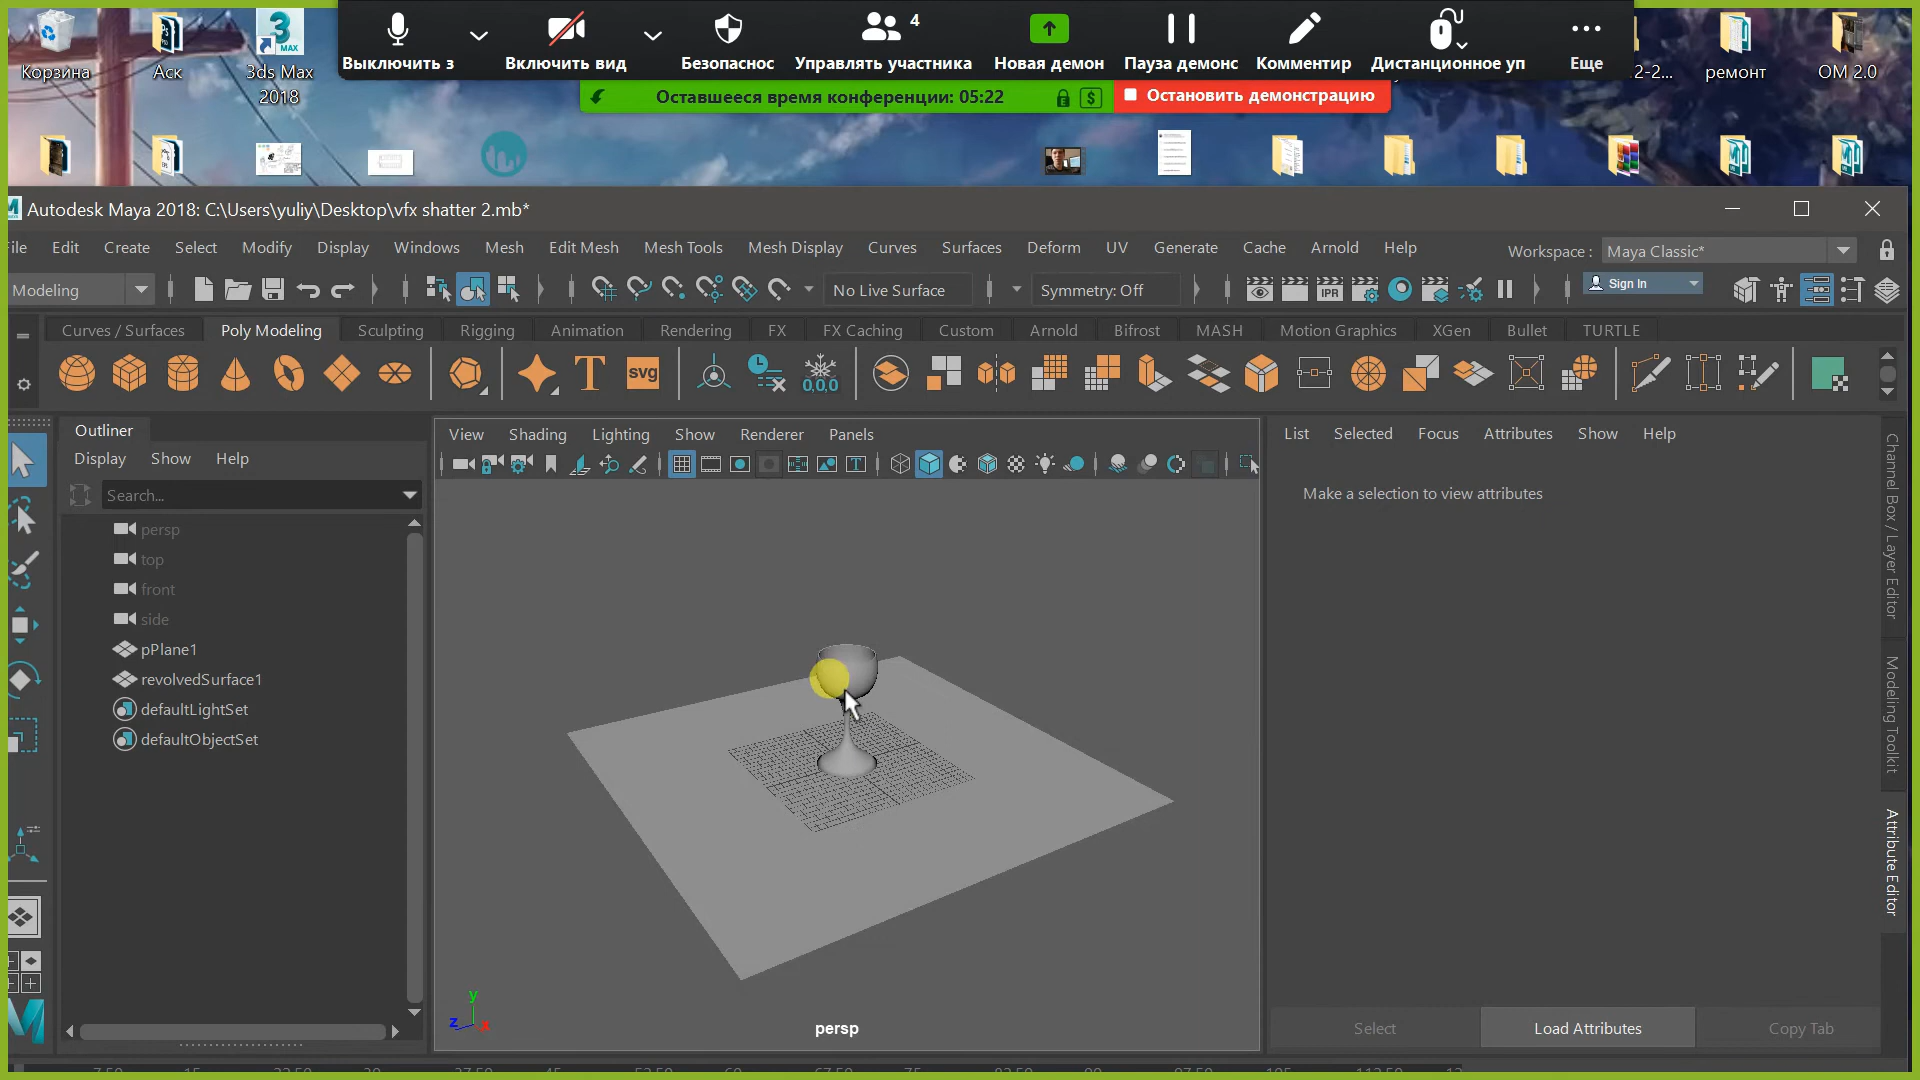 Корзина
Аск
3ds Max 2018
4
Выключить з
Включить вид
Безопаснос
Управлять участника
Новая демон
Пауза демонс
Комментир
Дистанционное уп
Еще
2-2...
ремонт
ОМ 2.0
Оставшееся время конференции: 05:22
Остановить демонстрацию
Autodesk Maya 2018: C:\Users\yuliy\Desktop\vfx shatter 2.mb*
File Edit Create Select Modify Display Windows Mesh Edit Mesh Mesh Tools Mesh Display Curves Surfaces Deform UV Generate Cache Arnold Help
Workspace : Maya Classic*
Modeling
No Live Surface
Symmetry: Off
IPR
Sign In
Curves / Surfaces Poly Modeling Sculpting Rigging Animation Rendering FX FX Caching Custom Arnold Bifrost MASH Motion Graphics XGen Bullet TURTLE
T
svg
0,0,0
Outliner
Display Show Help
Search...
persp
top
front
side
pPlane1
revolvedSurface1
defaultLightSet
defaultObjectSet
View Shading Lighting Show Renderer Panels
y
z
x
persp
List Selected Focus Attributes Show Help
Make a selection to view attributes
Select
Load Attributes
Copy Tab
Channel Box / Layer Editor
Modeling Toolkit
Attribute Editor